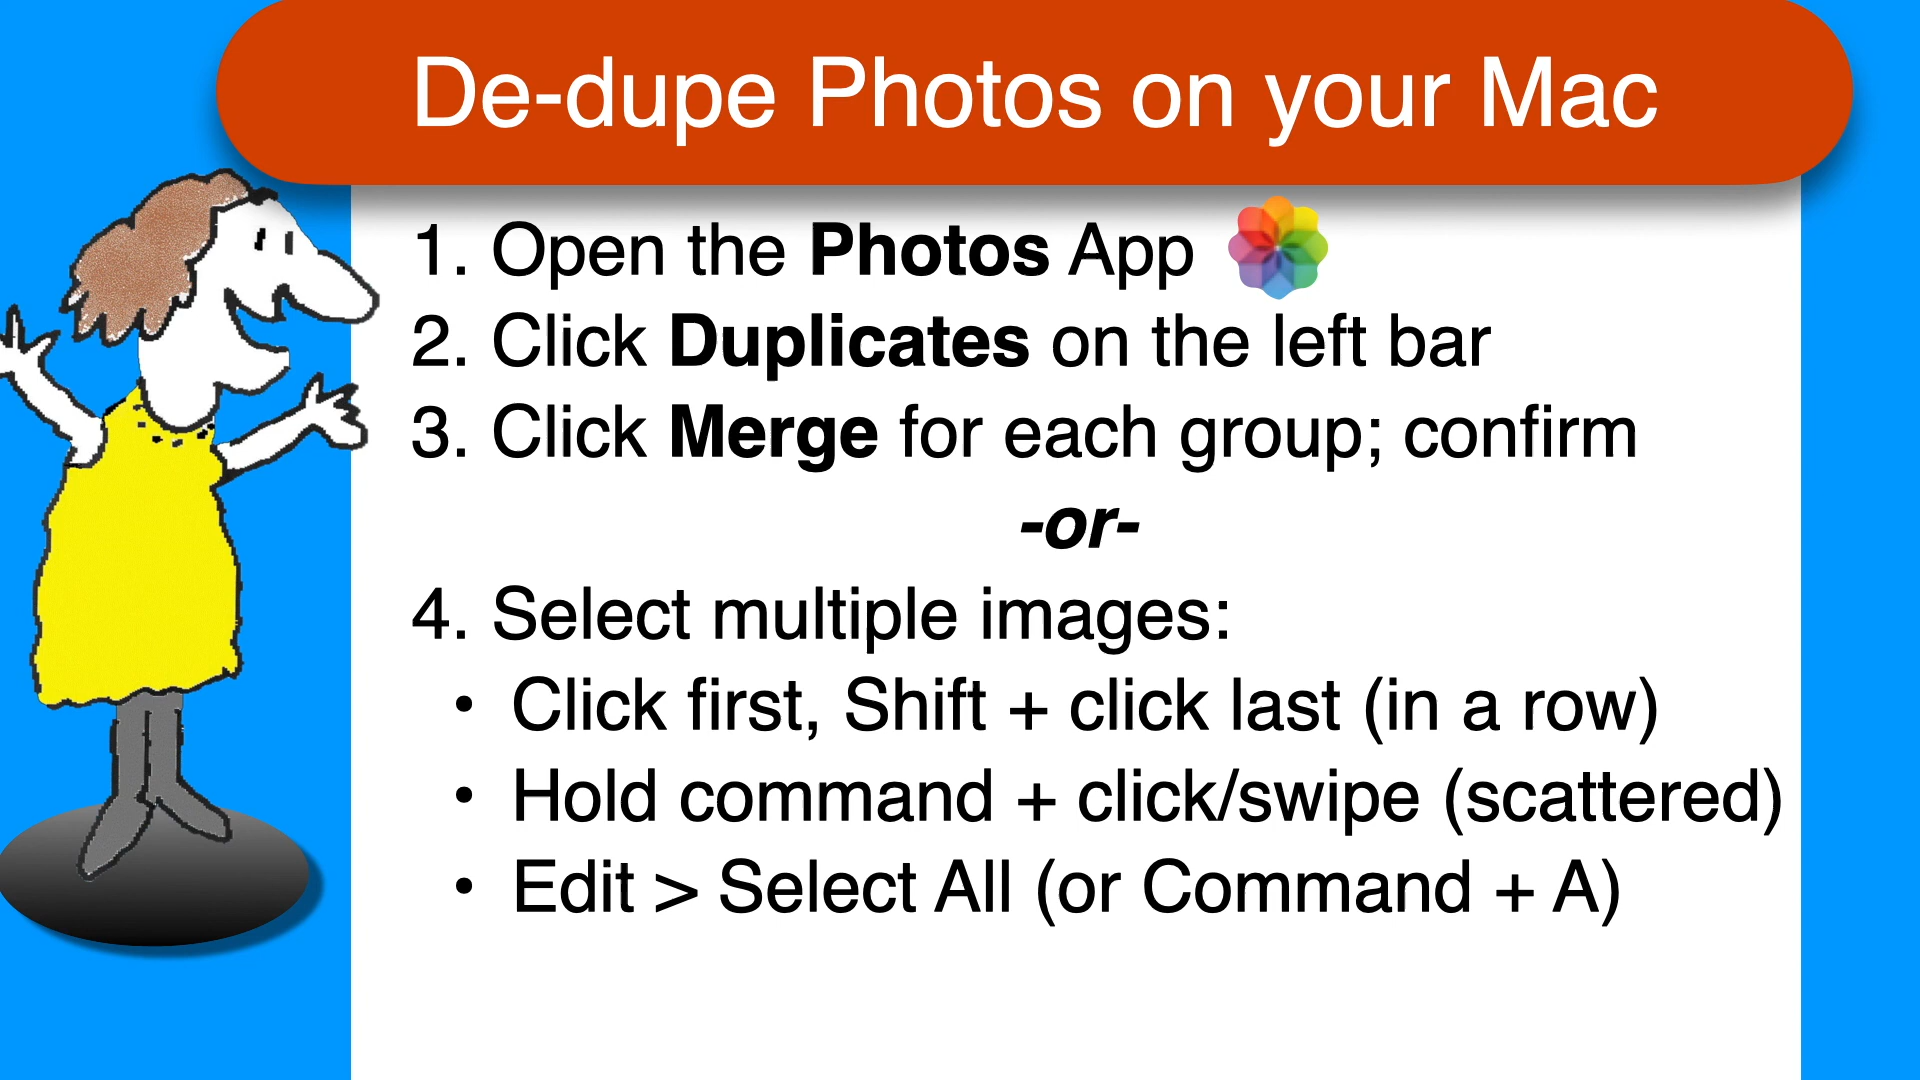 De-dupe Photos on your Mac
1. Open the Photos App
2. Click Duplicates on the left bar
3. Click Merge for each group; confirm
-or-
4. Select multiple images:
• Click first, Shift + click last (in a row)
• Hold command + click/swipe (scattered)
• Edit > Select All (or Command + A)